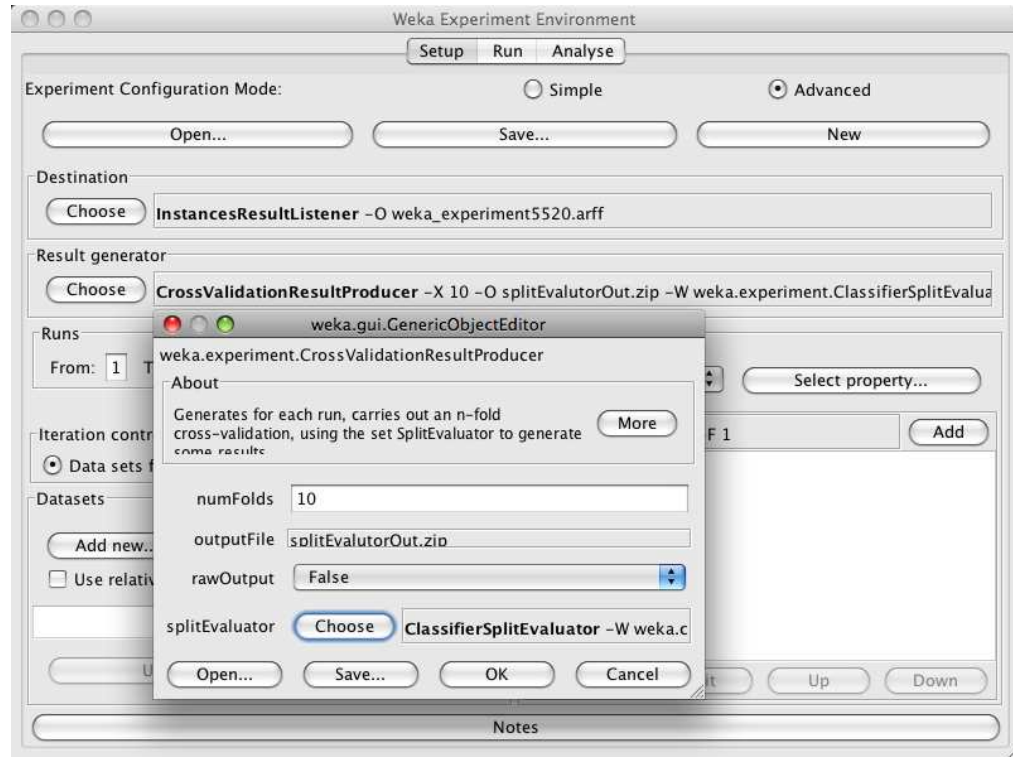 Weka Experiment Environment
Setup Run Analyse
Experiment Configuration Mode: Simple Advanced
Open... Save... New
Destination
Choose InstancesResultListener -O weka_experiment5520.arff
Result generator
Choose CrossValidationResultProducer -X 10 -O splitEvalutorOut.zip -W weka.experiment.ClassifierSplitEvalua
Runs
From: 1 T
Select property...
Iteration contr
Data sets f
F 1 Add
Datasets
Add new..
Use relativ
U
it Up Down
Notes
weka.gui.GenericObjectEditor
weka.experiment.CrossValidationResultProducer
About
Generates for each run, carries out an n-fold
cross-validation, using the set SplitEvaluator to generate
some results
More
numFolds 10
outputFile splitEvalutorOut.zip
rawOutput False
splitEvaluator Choose ClassifierSplitEvaluator -W weka.c
Open... Save... OK Cancel